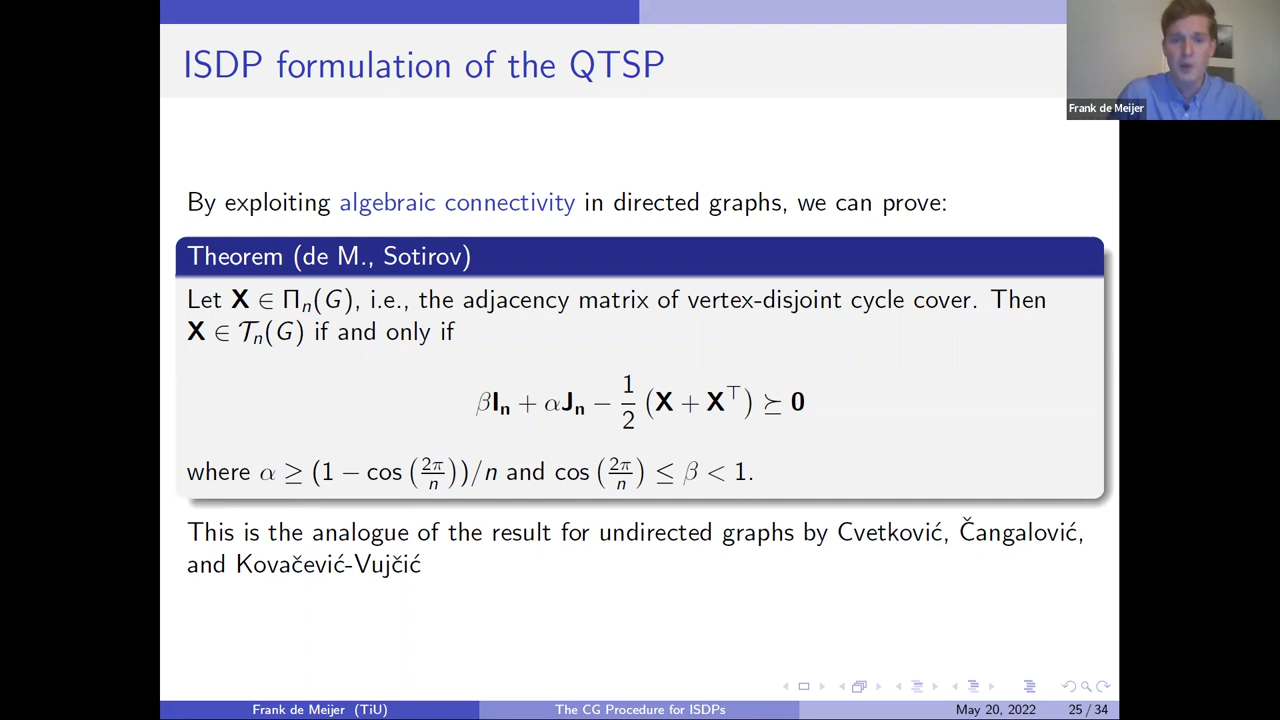 ISDP formulation of the QTSP
Frank de Meijer
By exploiting algebraic connectivity in directed graphs, we can prove:
Theorem (de M., Sotirov)
Let X ∈ Πₙ(G), i.e., the adjacency matrix of vertex-disjoint cycle cover. Then
X ∈ 𝒯ₙ(G) if and only if
βIₙ + αJₙ − 1/2 (X + X⊤) ⪰ 0
where α ≥ (1 − cos(2π/n))/n and cos(2π/n) ≤ β < 1.
This is the analogue of the result for undirected graphs by Cvetković, Čangalović,
and Kovačević-Vujčić
Frank de Meijer (TiU) The CG Procedure for ISDPs May 20, 2022 25 / 34